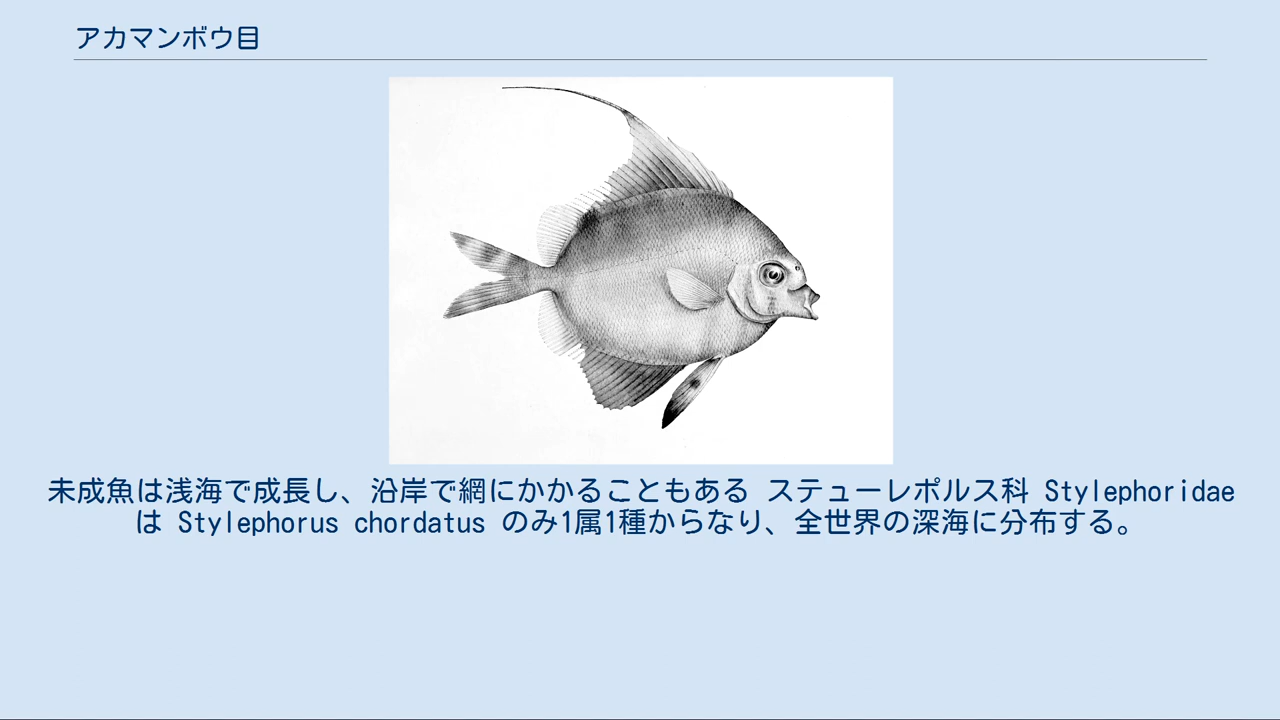 アカマンボウ目
未成魚は浅海で成長し、沿岸で網にかかることもある ステューレポルス科 Stylephoridae
は Stylephorus chordatus のみ1属1種からなり、全世界の深海に分布する。